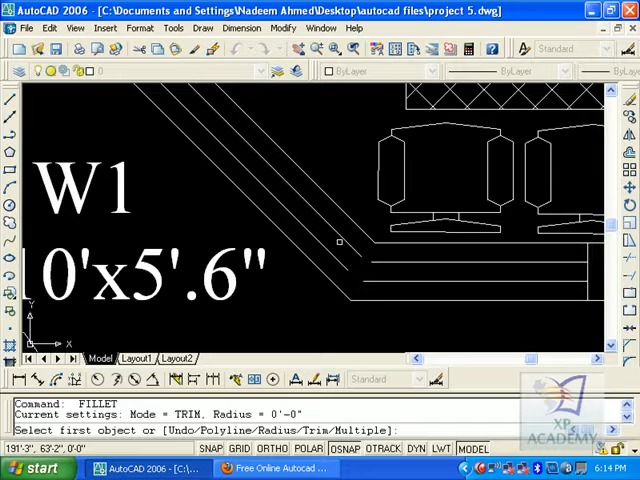 AutoCAD 2006 - [C:\Documents and Settings\Nadeem Ahmed\Desktop\autocad files\project 5.dwg]
File Edit View Insert Format Tools Draw Dimension Modify Window Help
Standard
0 ByLayer ByLayer ByLayer
W1
0'x5'.6"
Y
X
Model Layout1 Layout2
Standard
Command: FILLET
Current settings: Mode = TRIM, Radius = 0'-0"
Select first object or [Undo/Polyline/Radius/Trim/Multiple]:
XP
ACADEMY
191'-3", 63'-2", 0'-0" SNAP GRID ORTHO POLAR OSNAP OTRACK DYN LWT MODEL
start AutoCAD 2006 - [C:\... Free Online Autocad ... 6:14 PM